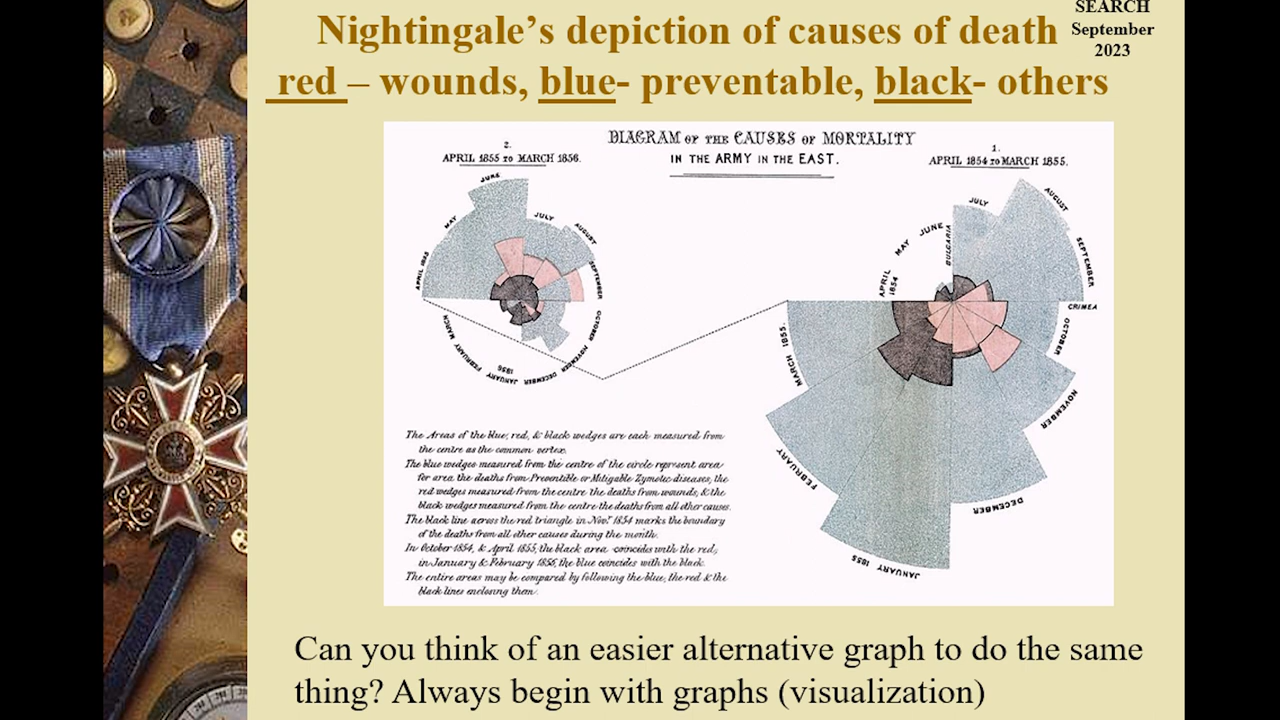 SEARCH
September
2023
Nightingale’s depiction of causes of death
red – wounds, blue- preventable, black- others
DIAGRAM OF THE CAUSES OF MORTALITY
IN THE ARMY IN THE EAST.
2.
APRIL 1855 TO MARCH 1856.
1.
APRIL 1854 TO MARCH 1855.
JUNE
JULY
MAY
AUGUST
APRIL 1855
SEPTEMBER
OCTOBER
NOVEMBER
DECEMBER
JANUARY
1856
FEBRUARY
MARCH
JULY
AUGUST
JUNE
MAY
BULGARIA
SEPTEMBER
APRIL
1854
CRIMEA
OCTOBER
MARCH 1855.
NOVEMBER
FEBRUARY
DECEMBER
JANUARY 1855
The Areas of the blue, red, & black wedges are each measured from
the centre as the common vertex.
The blue wedges measured from the centre of the circle represent area
for area the deaths from Preventible or Mitigable Zymotic diseases, the
red wedges measured from the centre the deaths from wounds, & the
black wedges measured from the centre the deaths from all other causes.
The black line across the red triangle in Novr. 1854 marks the boundary
of the deaths from all other causes during the month.
In October 1854, & April 1855, the black area coincides with the red,
in January & February 1856, the blue coincides with the black.
The entire areas may be compared by following the blue, the red & the
black lines enclosing them.
Can you think of an easier alternative graph to do the same
thing? Always begin with graphs (visualization)